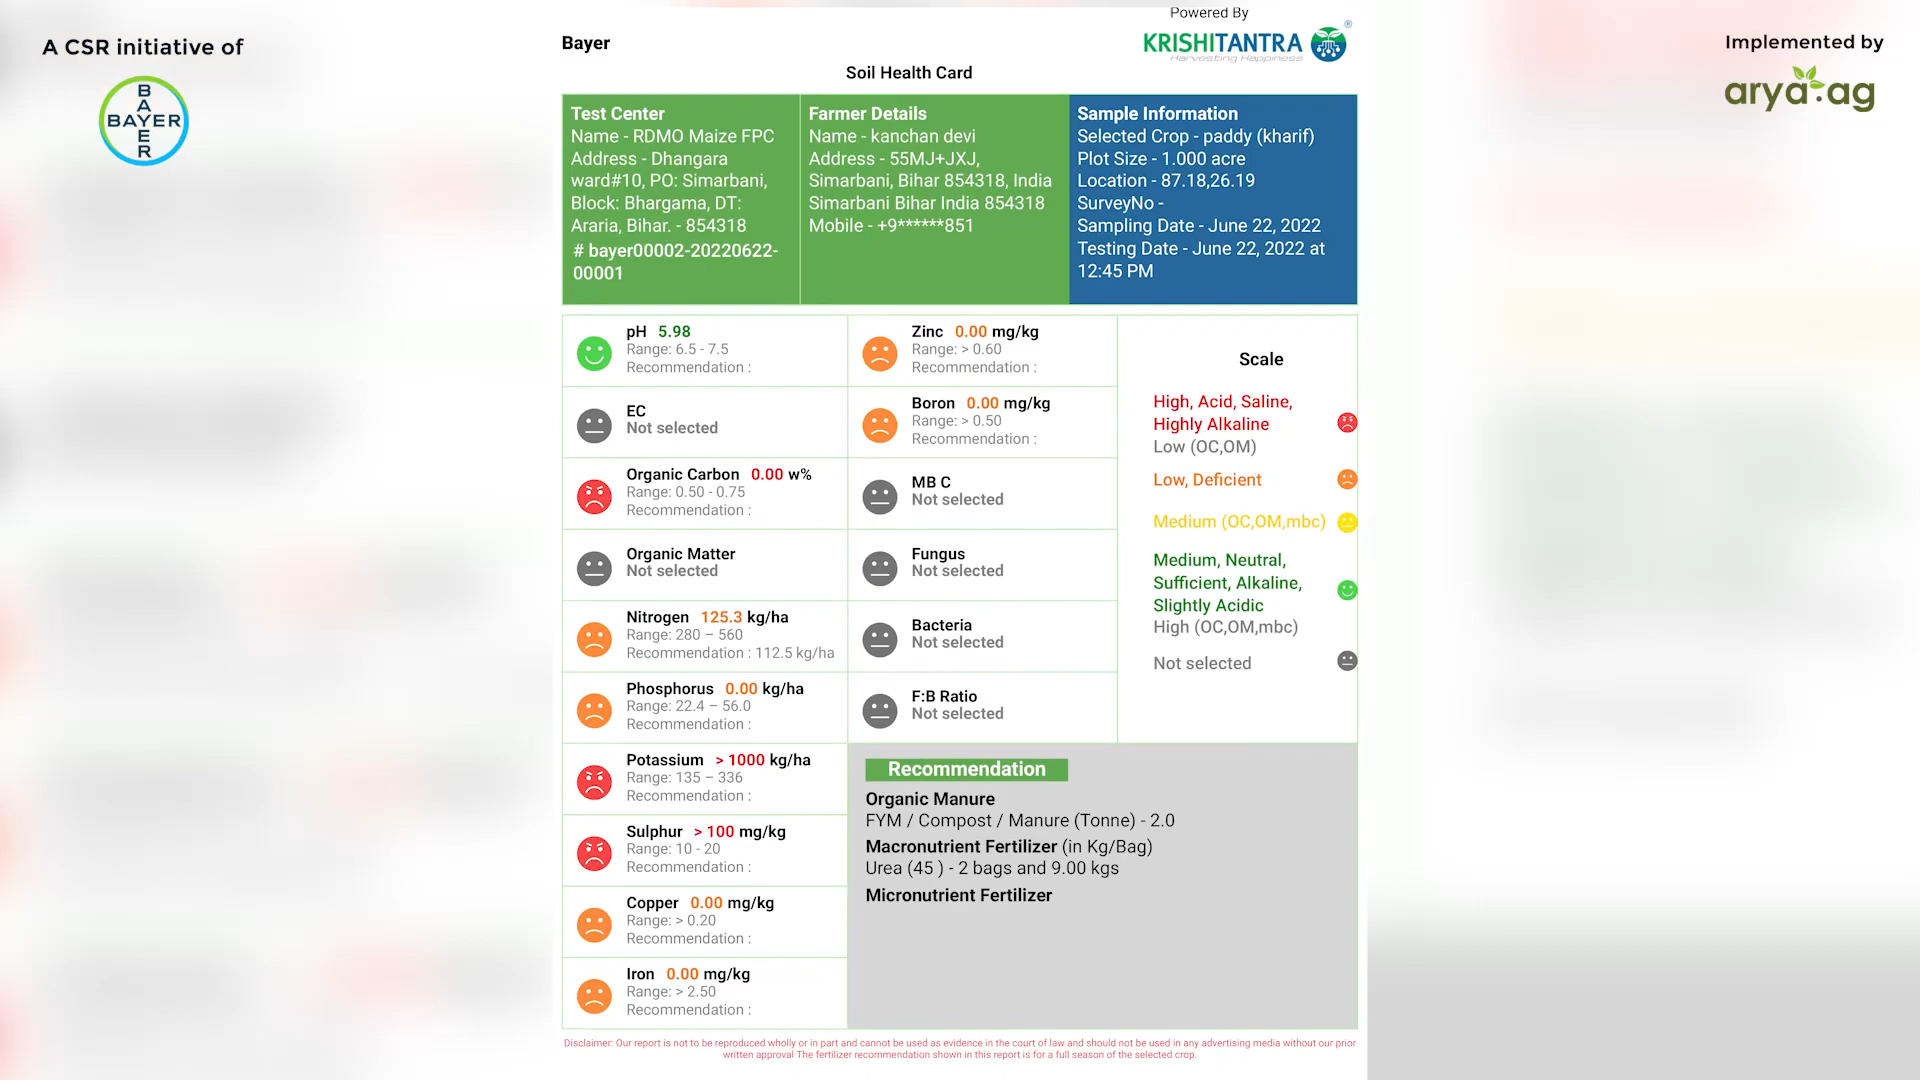 A CSR initiative of
BAYER
BAYER
Bayer
Powered By
KRISHITANTRA
Harvesting Happiness
®
Implemented by
arya.ag
Soil Health Card
Test Center
Name - RDMO Maize FPC
Address - Dhangara
ward#10, PO: Simarbani,
Block: Bhargama, DT:
Araria, Bihar. - 854318
# bayer00002-20220622-
00001
Farmer Details
Name - kanchan devi
Address - 55MJ+JXJ,
Simarbani, Bihar 854318, India
Simarbani Bihar India 854318
Mobile - +9******851
Sample Information
Selected Crop - paddy (kharif)
Plot Size - 1.000 acre
Location - 87.18,26.19
SurveyNo -
Sampling Date - June 22, 2022
Testing Date - June 22, 2022 at
12:45 PM
pH 5.98
Range: 6.5 - 7.5
Recommendation :
EC
Not selected
Organic Carbon 0.00 w%
Range: 0.50 - 0.75
Recommendation :
Organic Matter
Not selected
Nitrogen 125.3 kg/ha
Range: 280 – 560
Recommendation : 112.5 kg/ha
Phosphorus 0.00 kg/ha
Range: 22.4 – 56.0
Recommendation :
Potassium > 1000 kg/ha
Range: 135 – 336
Recommendation :
Sulphur > 100 mg/kg
Range: 10 - 20
Recommendation :
Copper 0.00 mg/kg
Range: > 0.20
Recommendation :
Iron 0.00 mg/kg
Range: > 2.50
Recommendation :
Zinc 0.00 mg/kg
Range: > 0.60
Recommendation :
Boron 0.00 mg/kg
Range: > 0.50
Recommendation :
MB C
Not selected
Fungus
Not selected
Bacteria
Not selected
F:B Ratio
Not selected
Scale
High, Acid, Saline,
Highly Alkaline
Low (OC,OM)
Low, Deficient
Medium (OC,OM,mbc)
Medium, Neutral,
Sufficient, Alkaline,
Slightly Acidic
High (OC,OM,mbc)
Not selected
Recommendation
Organic Manure
FYM / Compost / Manure (Tonne) - 2.0
Macronutrient Fertilizer (in Kg/Bag)
Urea (45 ) - 2 bags and 9.00 kgs
Micronutrient Fertilizer
Disclaimer: Our report is not to be reproduced wholly or in part and cannot be used as evidence in the court of law and should not be used in any advertising media without our prior
written approval The fertilizer recommendation shown in this report is for a full season of the selected crop.